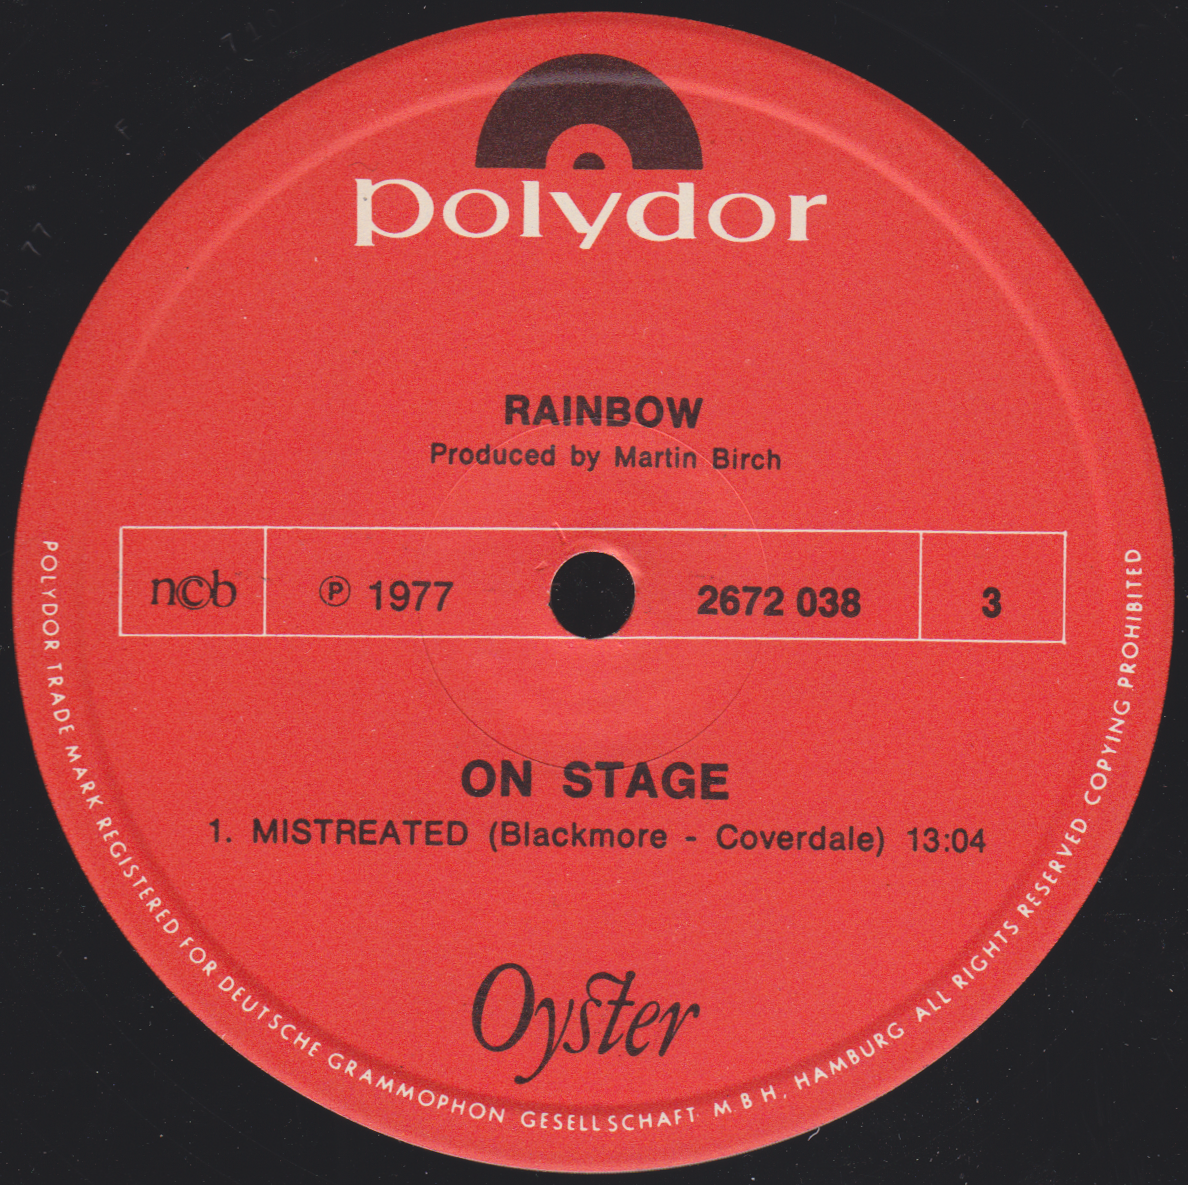 polydor
RAINBOW
Produced by Martin Birch
n©b
℗ 1977
2672 038
3
ON STAGE
1. MISTREATED (Blackmore - Coverdale) 13:04
Oyster
POLYDOR TRADE MARK REGISTERED FOR DEUTSCHE GRAMMOPHON GESELLSCHAFT M B H, HAMBURG ALL RIGHTS RESERVED COPYING PROHIBITED